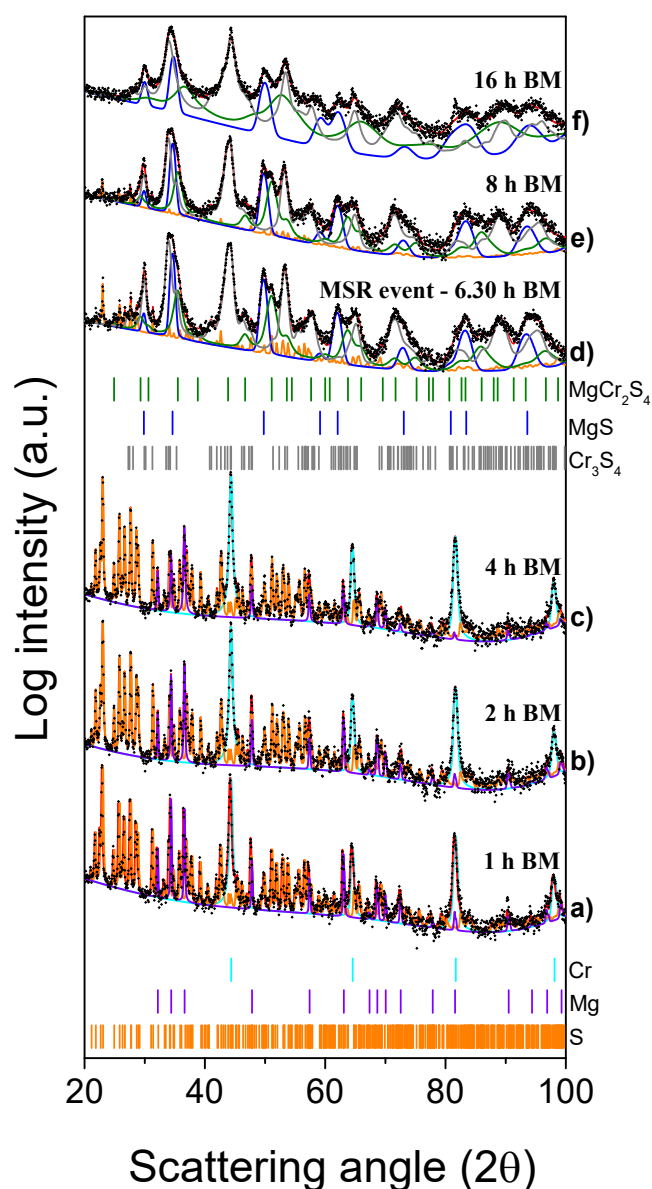 Log intensity (a.u.)
16 h BM
f)
8 h BM
e)
MSR event - 6.30 h BM
d)
MgCr₂S₄
MgS
Cr₃S₄
4 h BM
c)
2 h BM
b)
1 h BM
a)
Cr
Mg
S
20 40 60 80 100
Scattering angle (2θ)